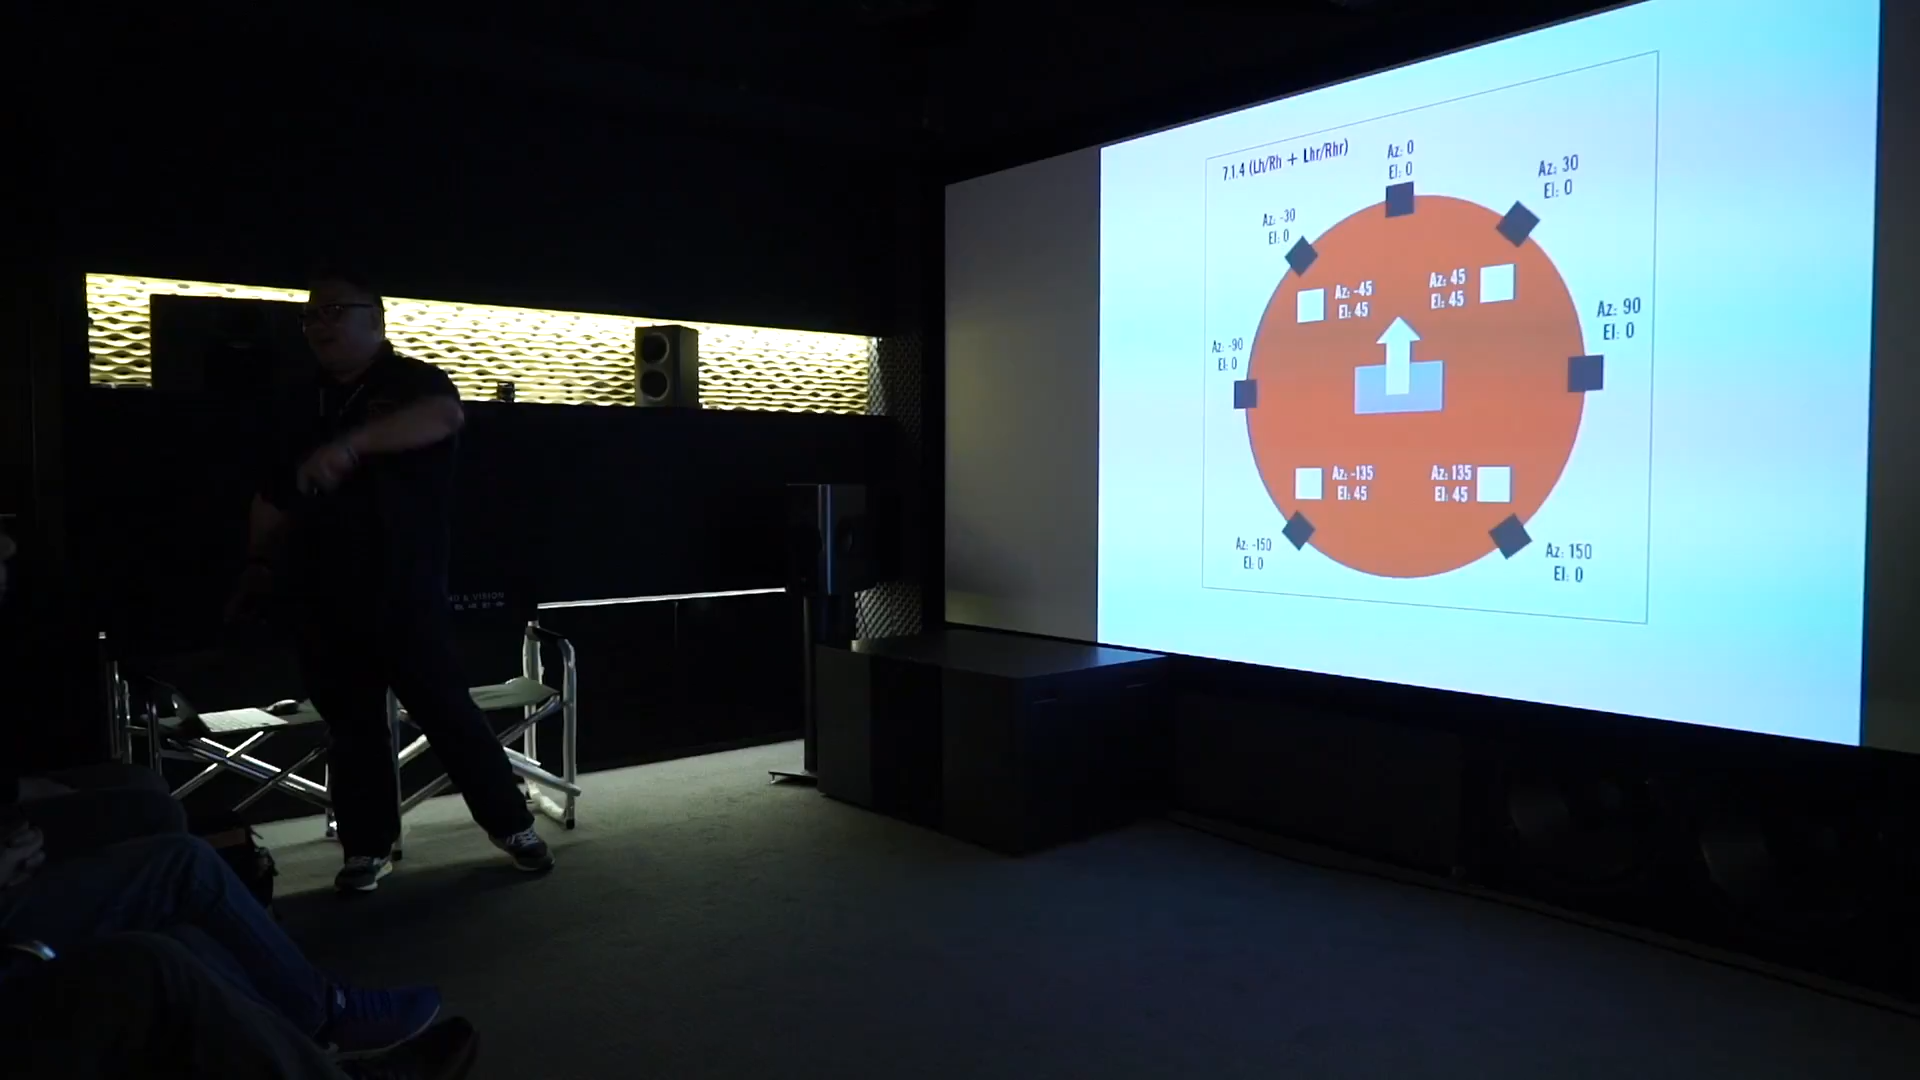 7.1.4 (Lh/Rh + Lhr/Rhr)
Az: 0
El: 0
Az: 30
El: 0
Az: -30
El: 0
Az: -45
El: 45
Az: 45
El: 45
Az: 90
El: 0
Az: -90
El: 0
Az: -135
El: 45
Az: 135
El: 45
Az: -150
El: 0
Az: 150
El: 0
& VISION